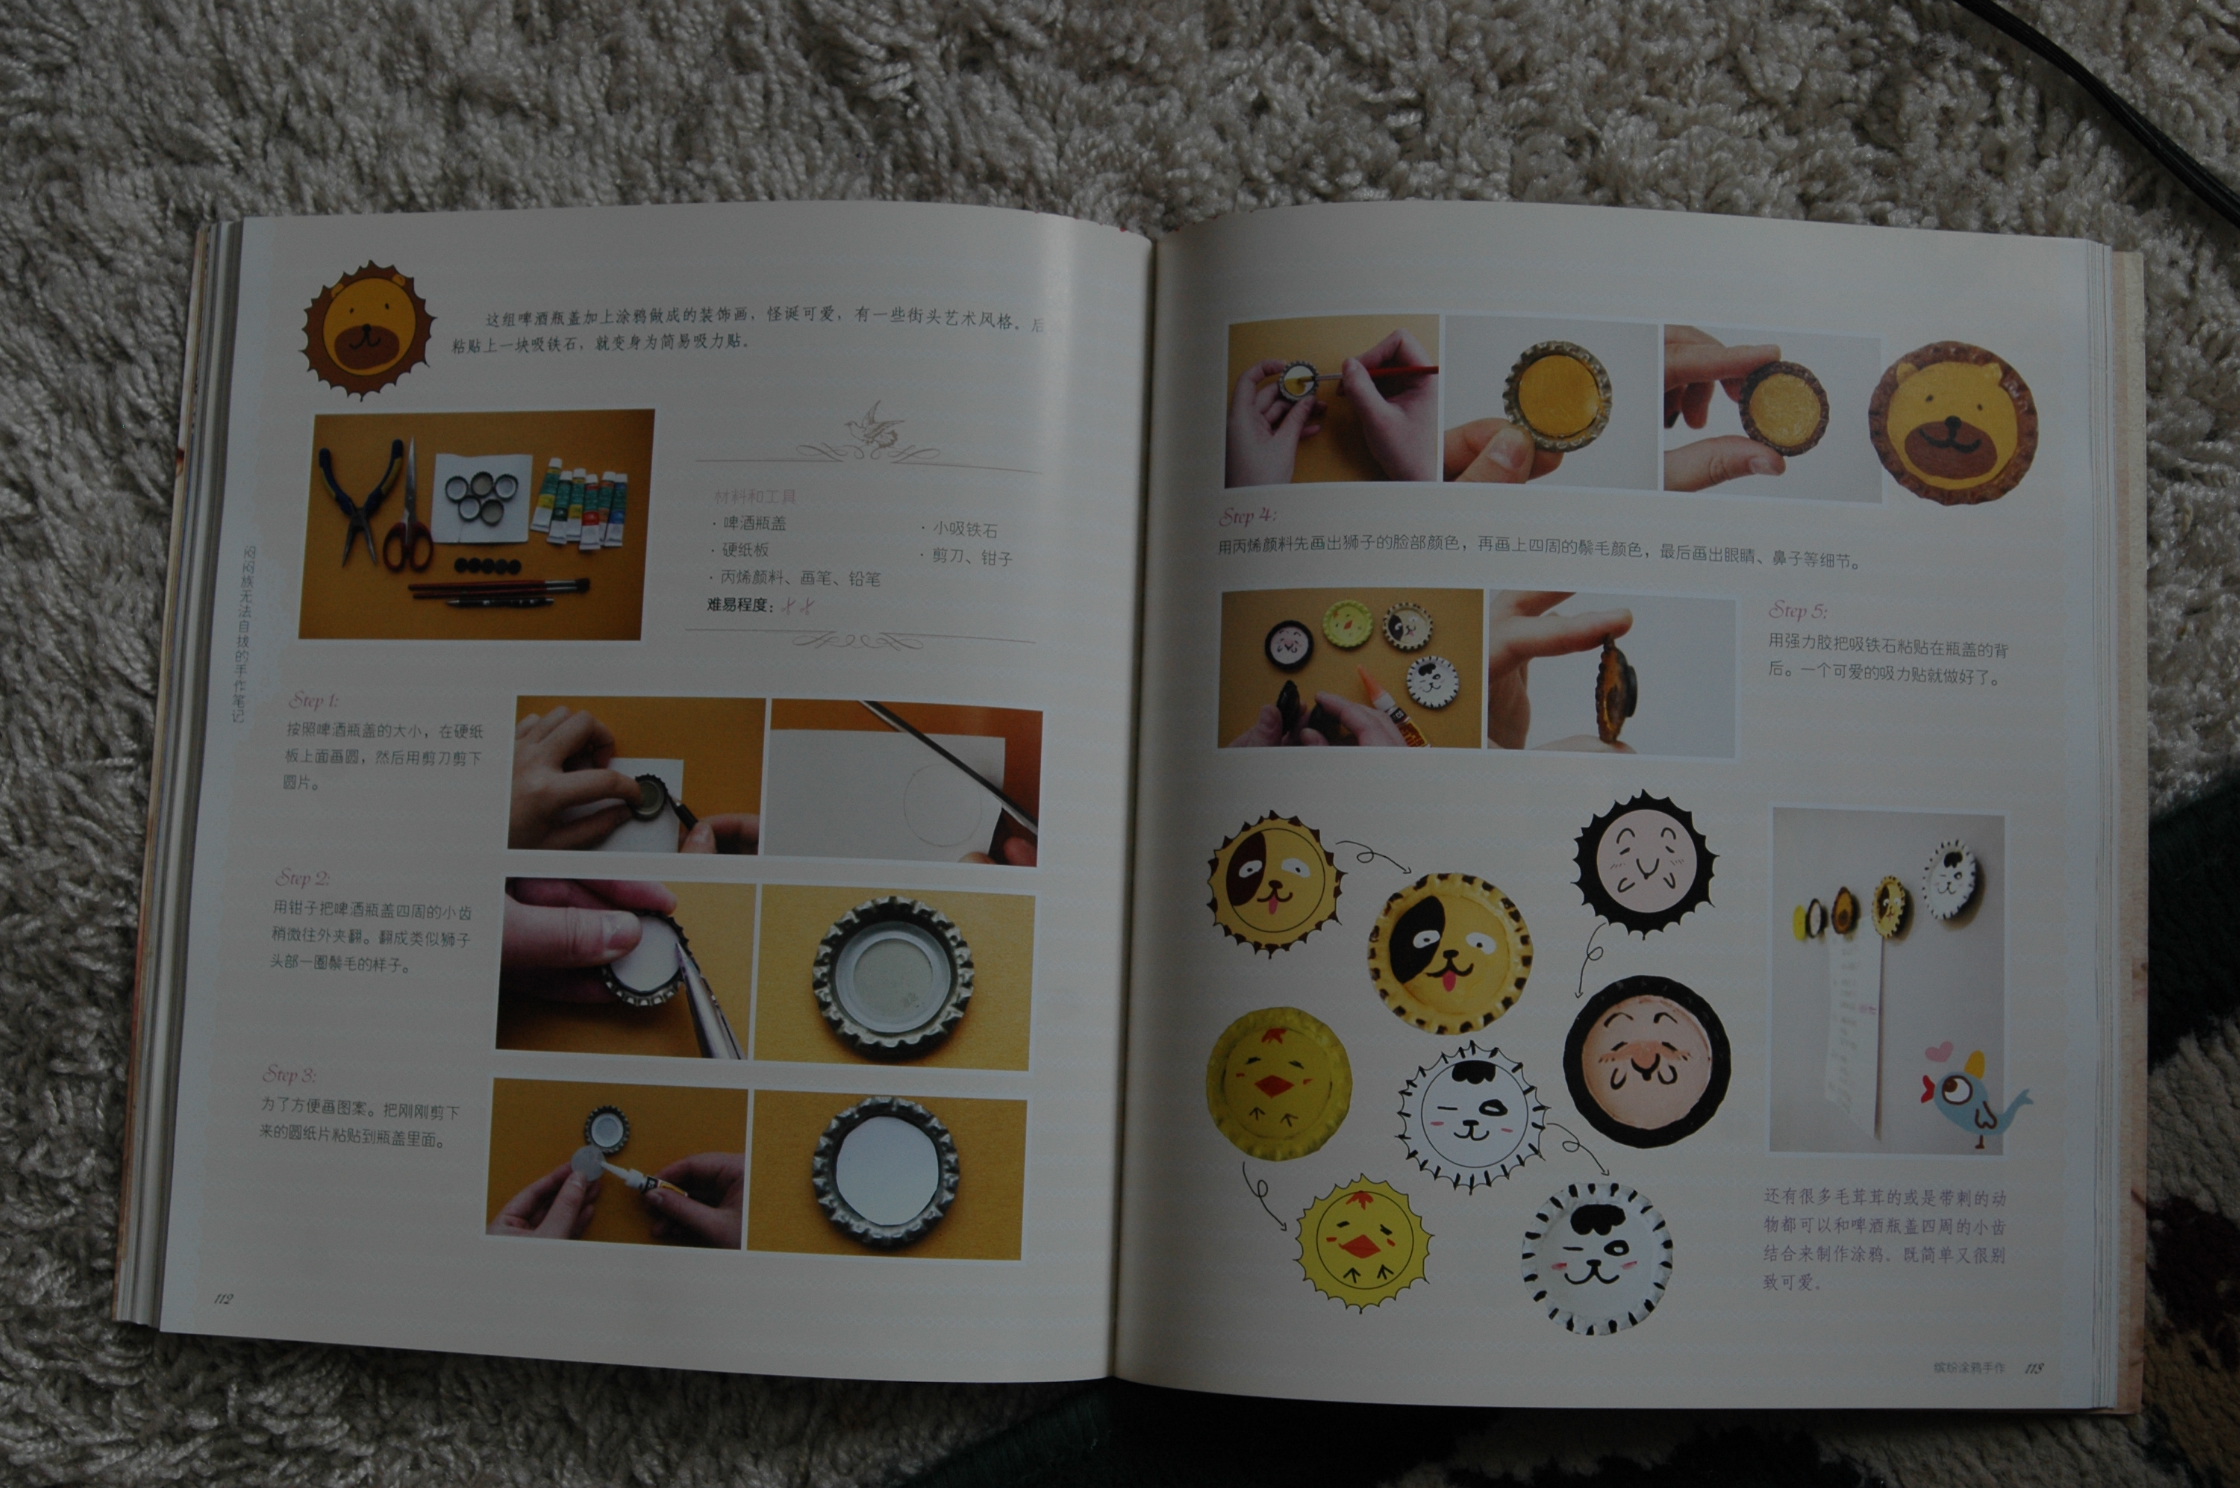 这组啤酒瓶盖加上涂鸦做成的装饰画，怪诞可爱，有一些街头艺术风格。后
粘贴上一块吸铁石，就变身为简易吸力贴。
材料和工具
· 啤酒瓶盖
· 硬纸板
· 丙烯颜料、画笔、铅笔
· 小吸铁石
· 剪刀、钳子
难易程度：
闷闷族无法自拔的手作笔记
Step 1:
按照啤酒瓶盖的大小，在硬纸
板上面画圆，然后用剪刀剪下
圆片。
Step 2:
用钳子把啤酒瓶盖四周的小齿
稍微往外夹翻。翻成类似狮子
头部一圈鬃毛的样子。
Step 3:
为了方便画图案。把刚刚剪下
来的圆纸片粘贴到瓶盖里面。
112
Step 4:
用丙烯颜料先画出狮子的脸部颜色，再画上四周的鬃毛颜色，最后画出眼睛、鼻子等细节。
Step 5:
用强力胶把吸铁石粘贴在瓶盖的背
后。一个可爱的吸力贴就做好了。
还有很多毛茸茸的或是带刺的动
物都可以和啤酒瓶盖四周的小齿
结合来制作涂鸦。既简单又很别
致可爱。
缤纷涂鸦手作 113